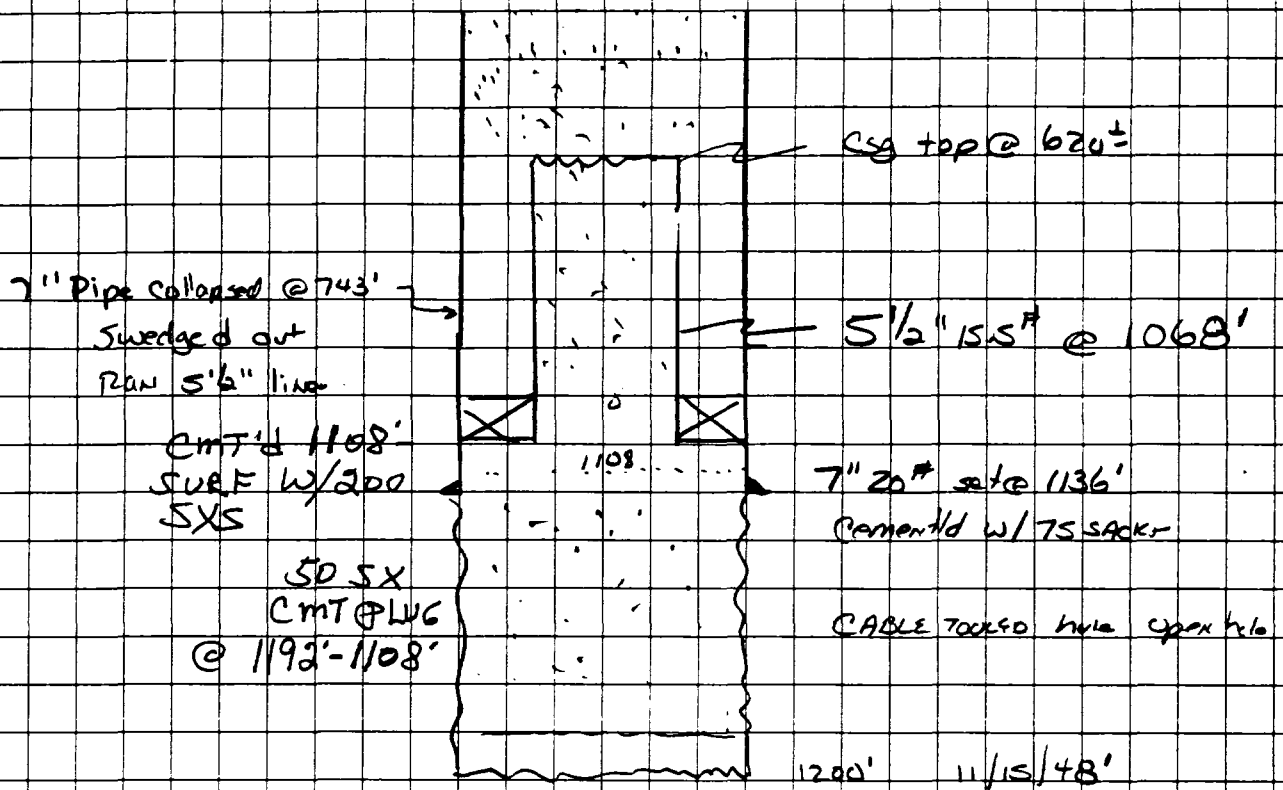 Csg top @ 620±
7" Pipe Collapsed @ 743'
Swedged out
Ran 5½" line
5½" 15.5# @ 1068'
CMT'd 1108'
SURF W/200
SXS
1108
7" 20# set @ 1136'
Cement'd W/ 75 SACKS
50 SX
CMT PLUG
@ 1192'-1108'
CABLE TOOLED hole open hole
1200' 11/15/48'